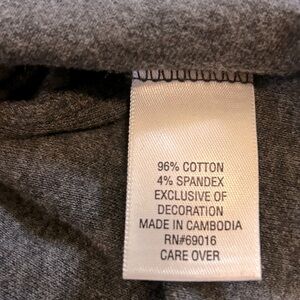 96% COTTON
4% SPANDEX
EXCLUSIVE OF
DECORATION
MADE IN CAMBODIA
RN#69016
CARE OVER